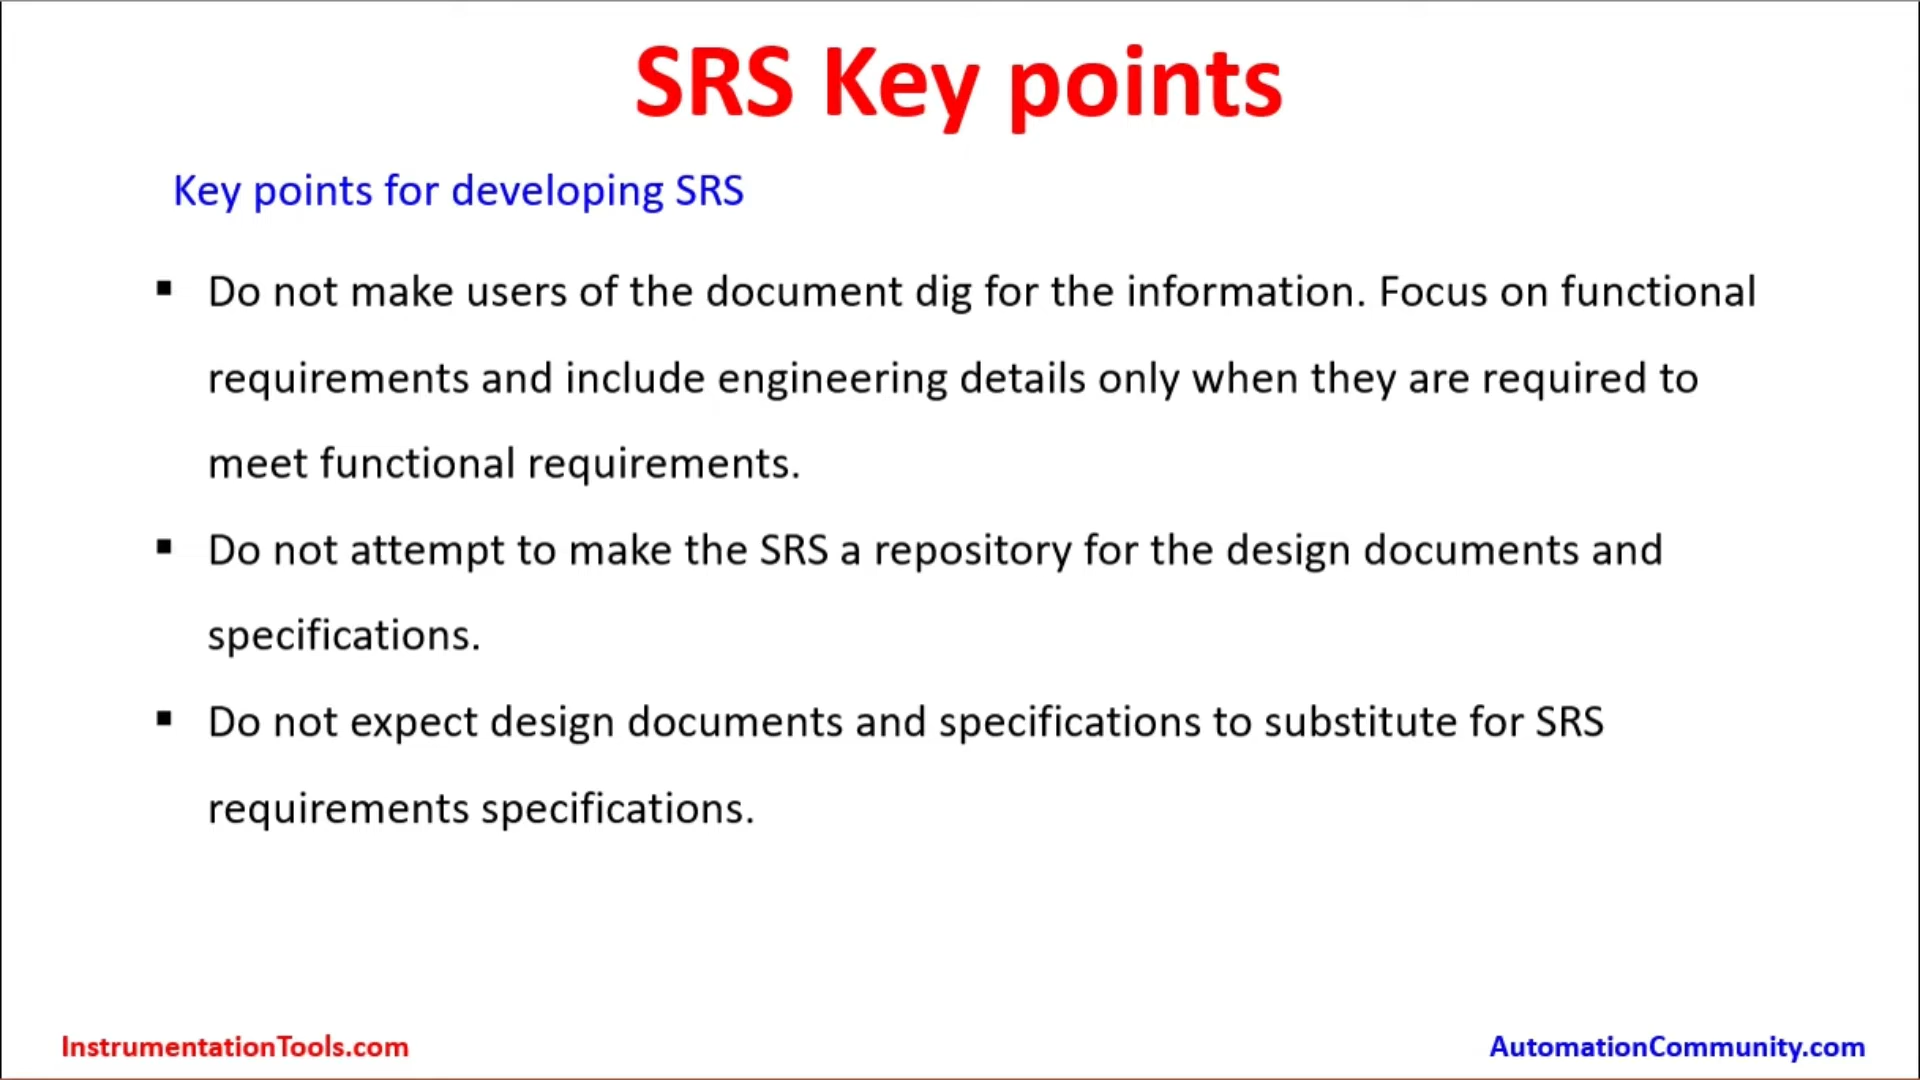 SRS Key points
Key points for developing SRS
▪ Do not make users of the document dig for the information. Focus on functional
requirements and include engineering details only when they are required to
meet functional requirements.
▪ Do not attempt to make the SRS a repository for the design documents and
specifications.
▪ Do not expect design documents and specifications to substitute for SRS
requirements specifications.
InstrumentationTools.com
AutomationCommunity.com